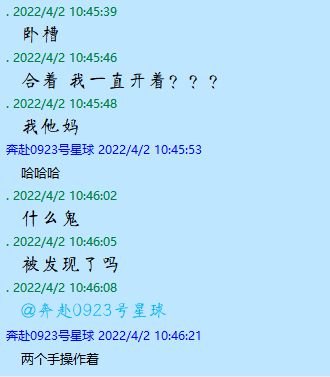 . 2022/4/2 10:45:39
卧槽
. 2022/4/2 10:45:46
合着 我一直开着？？？
. 2022/4/2 10:45:48
我他妈
奔赴0923号星球 2022/4/2 10:45:53
哈哈哈
. 2022/4/2 10:46:02
什么鬼
. 2022/4/2 10:46:05
被发现了吗
. 2022/4/2 10:46:08
@奔赴0923号星球
奔赴0923号星球 2022/4/2 10:46:21
两个手操作着